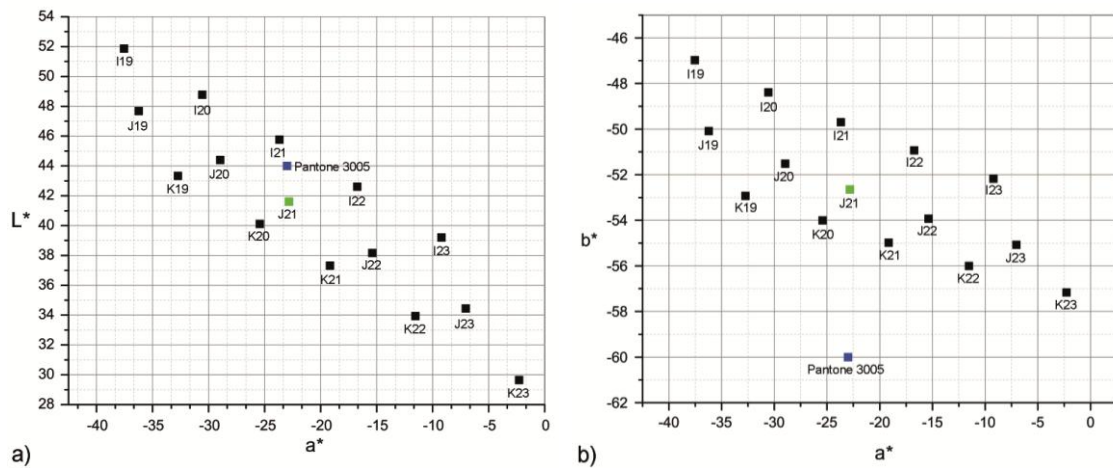 54
52
50
48
46
44
42
40
38
36
34
32
30
28
L*
I19
J19
I20
K19
J20
I21
Pantone 3005
J21
I22
K20
K21
J22
I23
K22
J23
K23
-40 -35 -30 -25 -20 -15 -10 -5 0
a*
a)
-46
-48
-50
-52
-54
-56
-58
-60
-62
b*
I19
I20
J19
I21
J20
I22
K19
J21
I23
K20
J22
K21
J23
K22
K23
Pantone 3005
-40 -35 -30 -25 -20 -15 -10 -5 0
a*
b)